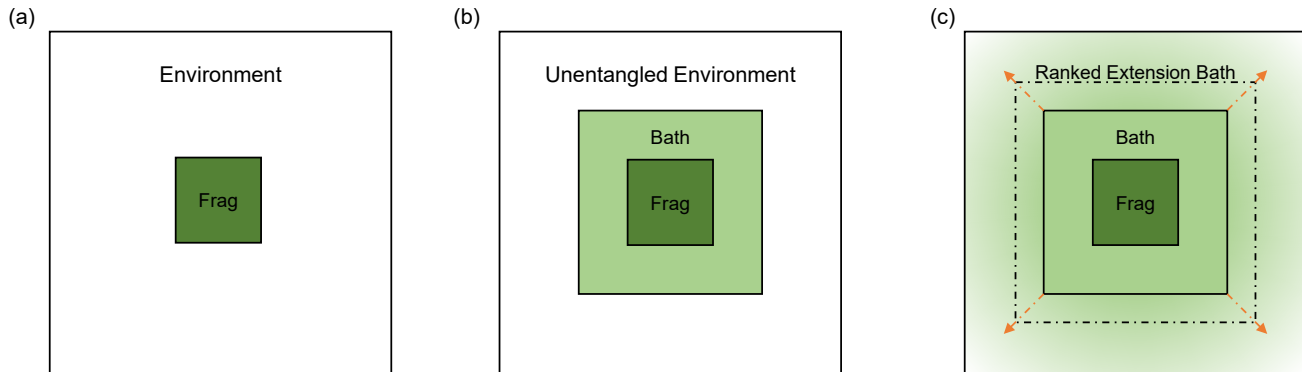 (a)
Environment
Frag
(b)
Unentangled Environment
Bath
Frag
(c)
Ranked Extension Bath
Bath
Frag